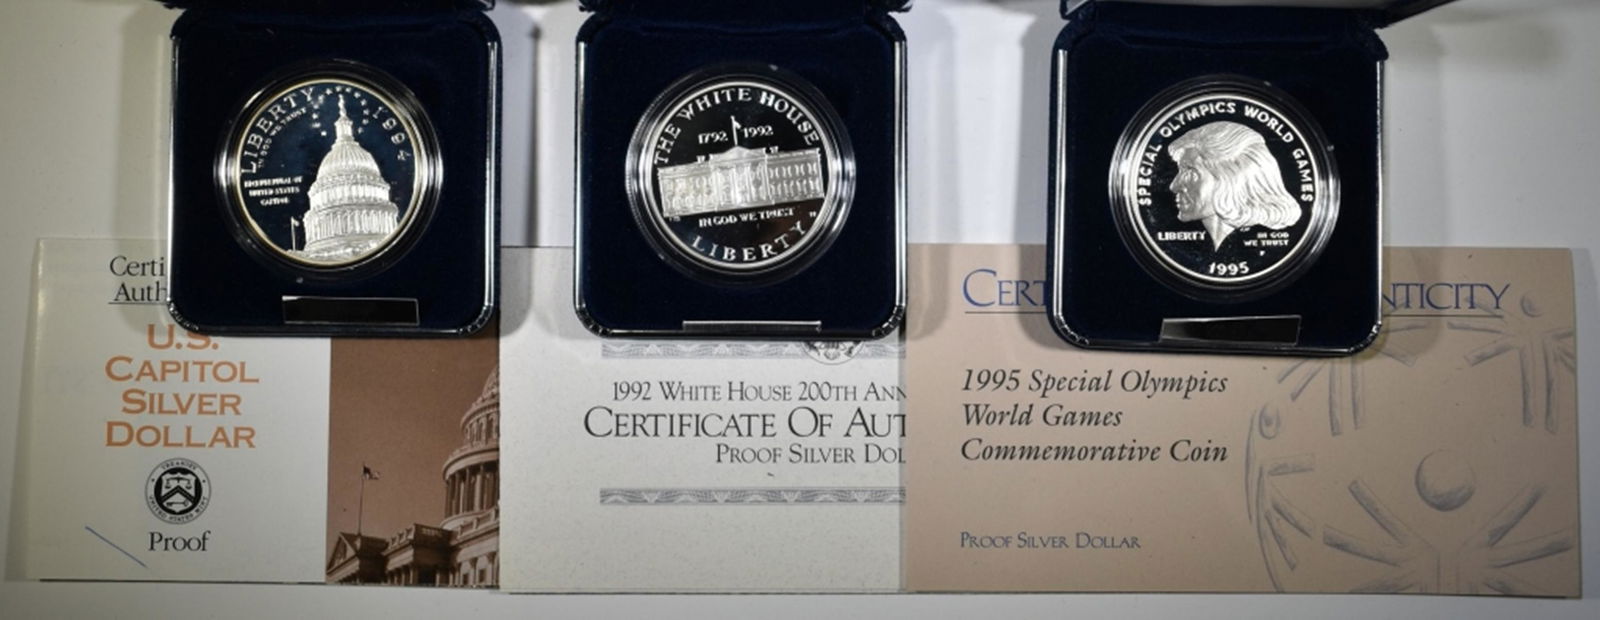 LIBERTY
IN GOD WE TRUST
1994
BICENTENNIAL OF
UNITED STATES
CAPITOL
THE WHITE HOUSE
1792 1992
IN GOD WE TRUST
LIBERTY
SPECIAL OLYMPICS WORLD GAMES
LIBERTY
IN GOD
WE TRUST
P
1995
Certi
Auth
U.S.
CAPITOL
SILVER
DOLLAR
Proof
1992 WHITE HOUSE 200TH ANN
CERTIFICATE OF AUT
PROOF SILVER DOL
CERT NTICITY
1995 Special Olympics
World Games
Commemorative Coin
PROOF SILVER DOLLAR